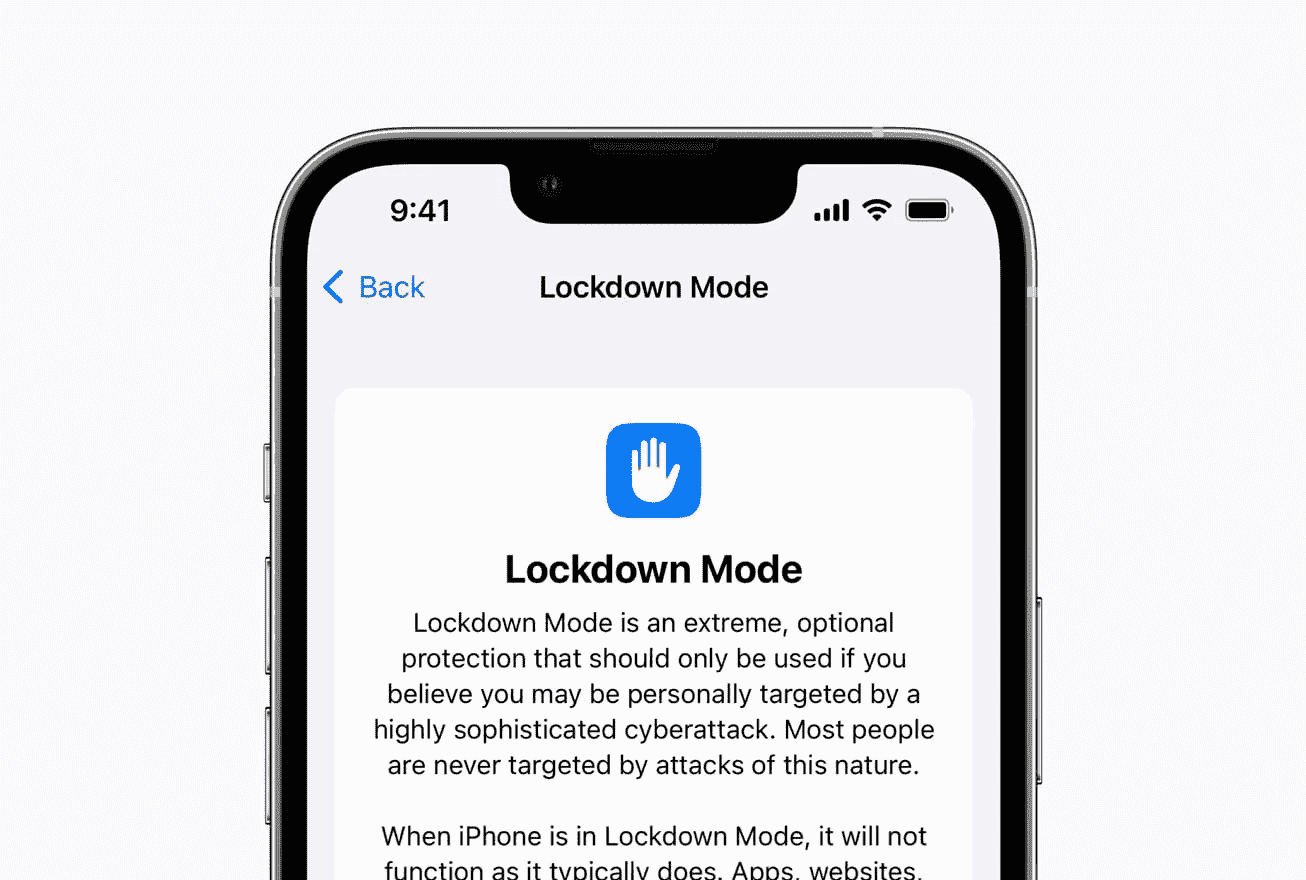 9:41
Back
Lockdown Mode
Lockdown Mode
Lockdown Mode is an extreme, optional
protection that should only be used if you
believe you may be personally targeted by a
highly sophisticated cyberattack. Most people
are never targeted by attacks of this nature.
When iPhone is in Lockdown Mode, it will not
function as it typically does. Apps, websites,